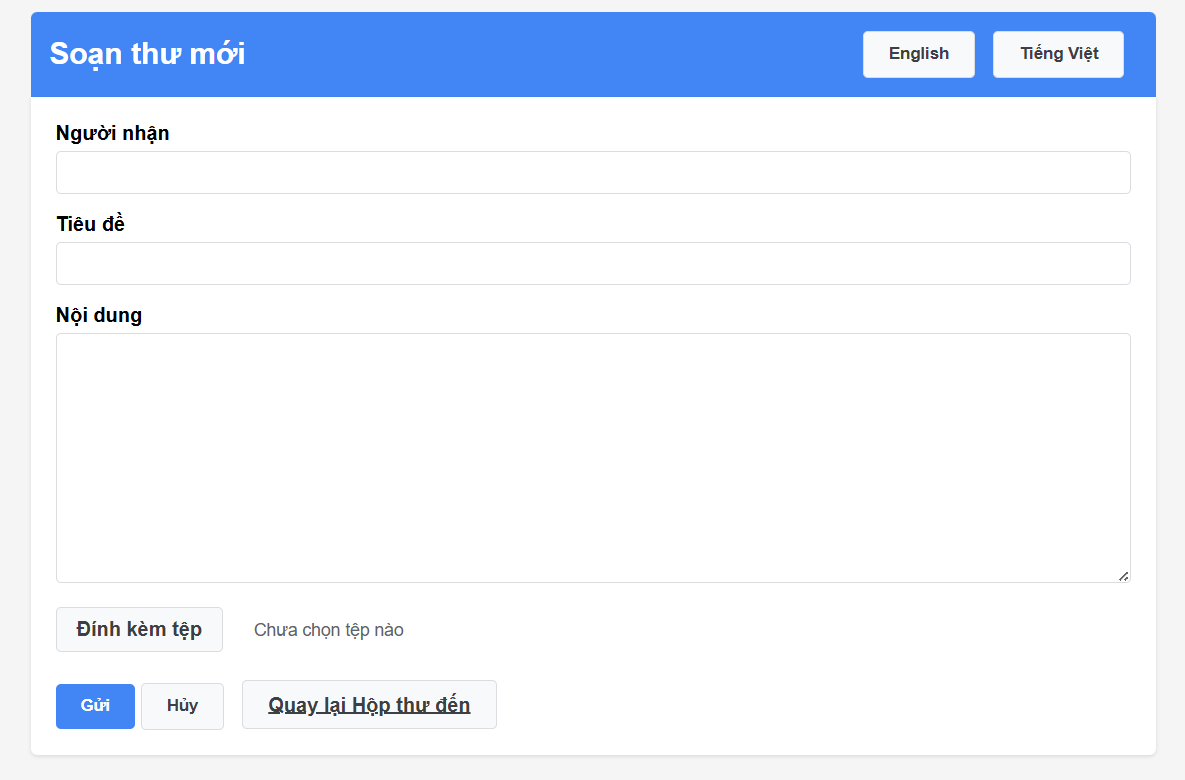 Soạn thư mới
English
Tiếng Việt
Người nhận
Tiêu đề
Nội dung
Đính kèm tệp
Chưa chọn tệp nào
Gửi
Hủy
Quay lại Hộp thư đến